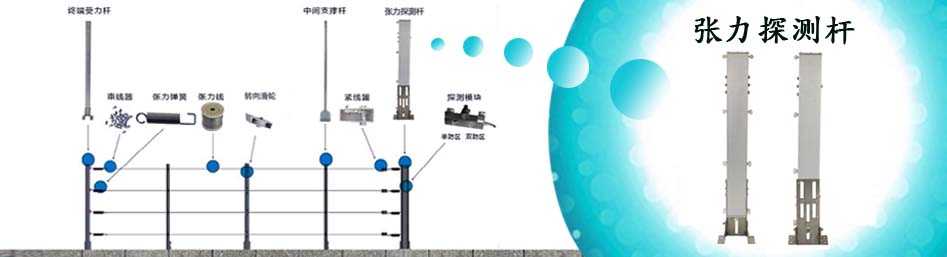 终端受力杆
中间支撑杆
张力探测杆
张力探测杆
牵线器
张力弹簧
张力线
转向滑轮
紧线器
探测模块
单防区 双防区